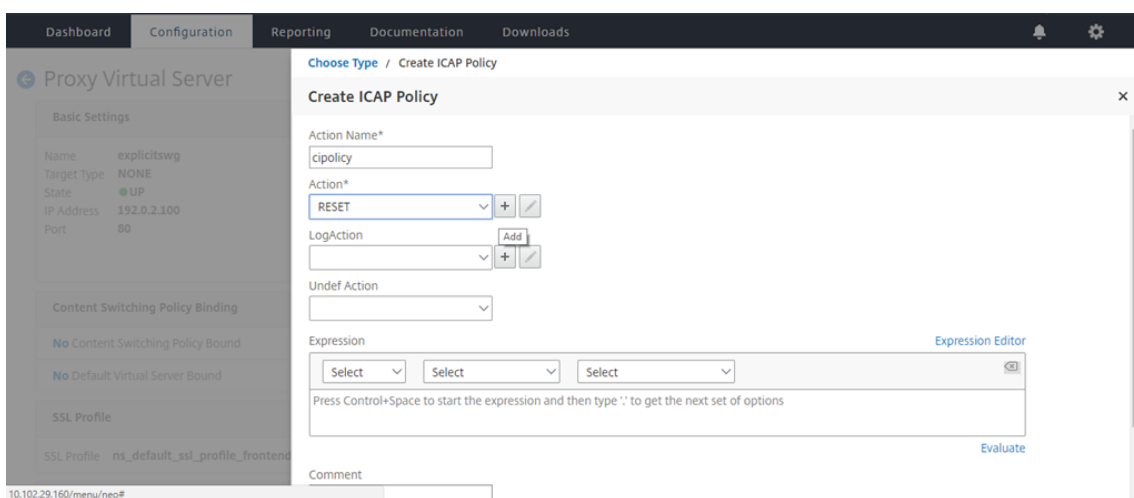 Dashboard Configuration Reporting Documentation Downloads
Proxy Virtual Server
Basic Settings
Name explicitswg
Target Type NONE
State UP
IP Address 192.0.2.100
Port 80
Content Switching Policy Binding
No Content Switching Policy Bound
No Default Virtual Server Bound
SSL Profile
SSL Profile ns_default_ssl_profile_frontend
10.102.29.160/menu/neo#
Choose Type / Create ICAP Policy
Create ICAP Policy
Action Name*
cipolicy
Action*
RESET
Add
LogAction
Undef Action
Expression Expression Editor
Select Select Select
Press Control+Space to start the expression and then type '.' to get the next set of options
Evaluate
Comment